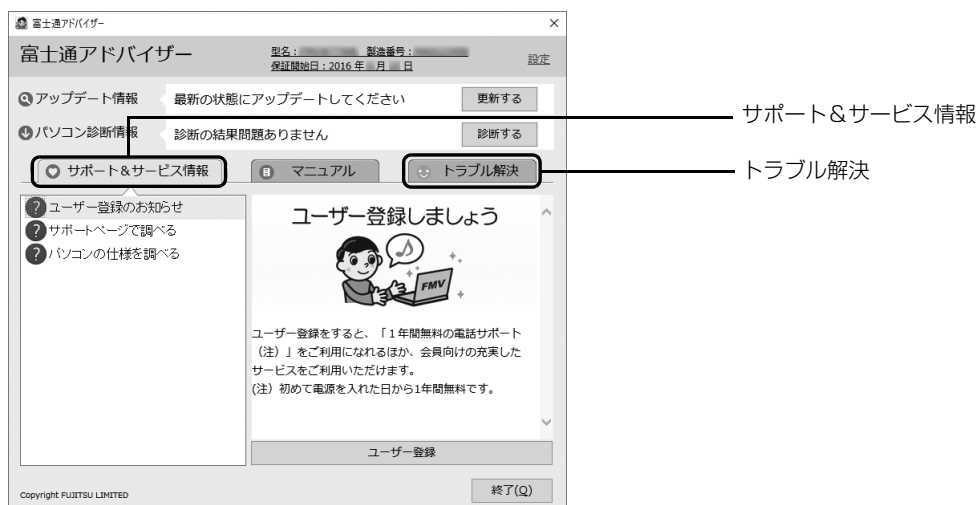 富士通アドバイザー
富士通アドバイザー
型名: 製造番号:
保証開始日:2016 年 月 日
設定
アップデート情報
最新の状態にアップデートしてください
更新する
パソコン診断情報
診断の結果問題ありません
診断する
サポート&サービス情報
マニュアル
トラブル解決
ユーザー登録のお知らせ
サポートページで調べる
パソコンの仕様を調べる
ユーザー登録しましょう
FMV
ユーザー登録をすると、「1年間無料の電話サポート
(注)」をご利用になれるほか、会員向けの充実した
サービスをご利用いただけます。
(注)初めて電源を入れた日から1年間無料です。
ユーザー登録
Copyright FUJITSU LIMITED
終了(Q)
サポート&サービス情報
トラブル解決